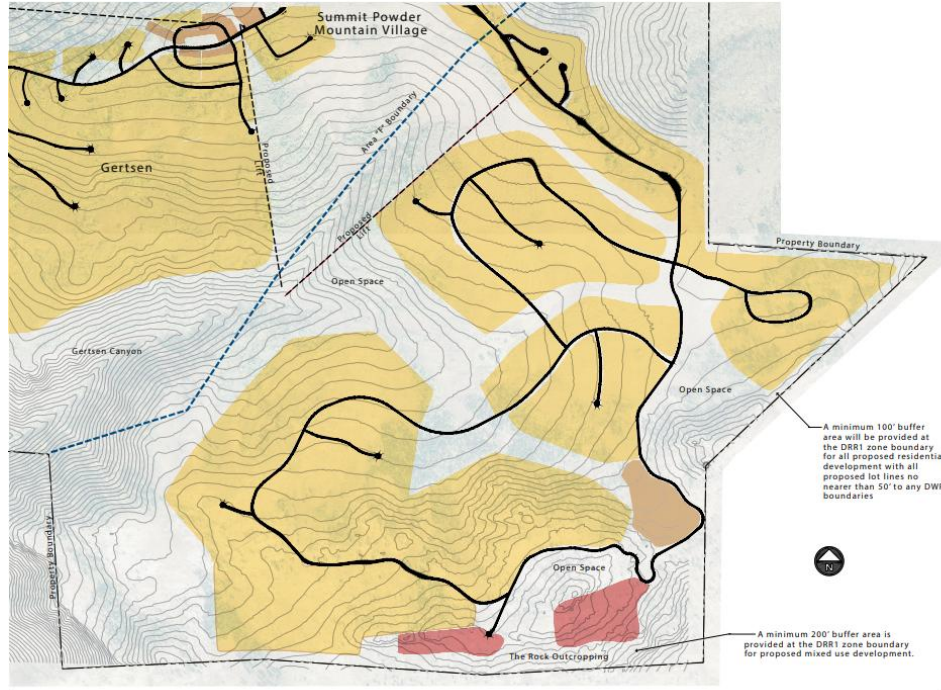 Summit Powder
Mountain Village
Area "F" Boundary
Gertsen
Proposed
Lift
Proposed
Lift
Property Boundary
Open Space
Gertsen Canyon
Open Space
A minimum 100' buffer
area will be provided at
the DRR1 zone boundary
for all proposed residentia
development with all
proposed lot lines no
nearer than 50' to any DWR
boundaries
Property Boundary
N
Open Space
A minimum 200' buffer area is
provided at the DRR1 zone boundary
for proposed mixed use development.
The Rock Outcropping